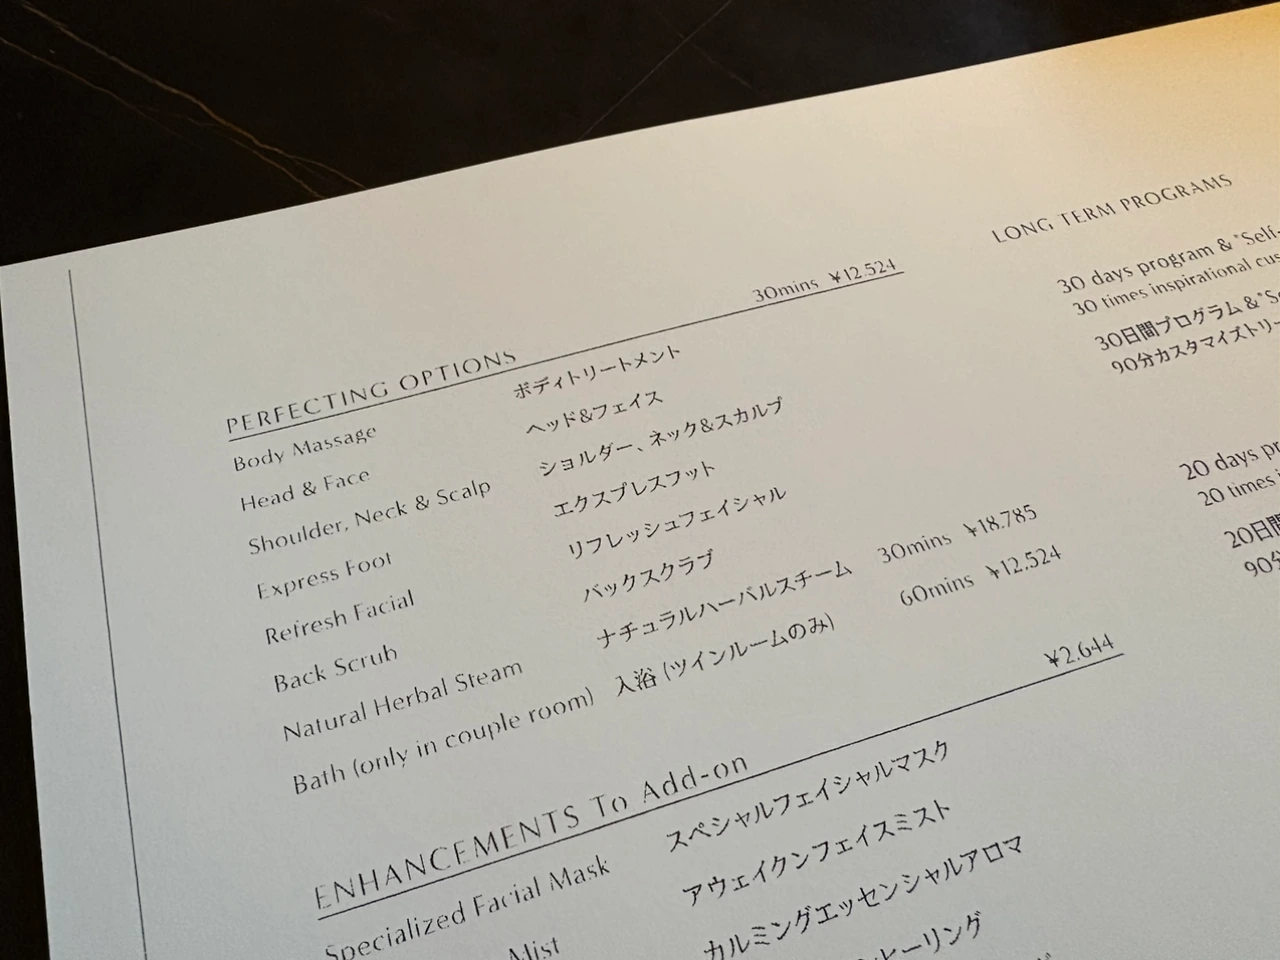 PERFECTING OPTIONS 30mins ¥12.524
Body Massage ボディトリートメント
Head & Face ヘッド&フェイス
Shoulder, Neck & Scalp ショルダー、ネック&スカルプ
Express Foot エクスプレスフット
Refresh Facial リフレッシュフェイシャル
Back Scrub バックスクラブ
Natural Herbal Steam ナチュラルハーバルスチーム 30mins ¥18.785
Bath (only in couple room) 入浴 (ツインルームのみ) 60mins ¥12.524
ENHANCEMENTS To Add-on ¥2.644
Specialized Facial Mask スペシャルフェイシャルマスク
Mist アウェイクンフェイスミスト
カルミングエッセンシャルアロマ
ヒーリング
LONG TERM PROGRAMS
30 days program & "Self-
30 times inspirational
30日間プログラム &
90分カスタマイズトリー
20 days
20 times
20日間
90分